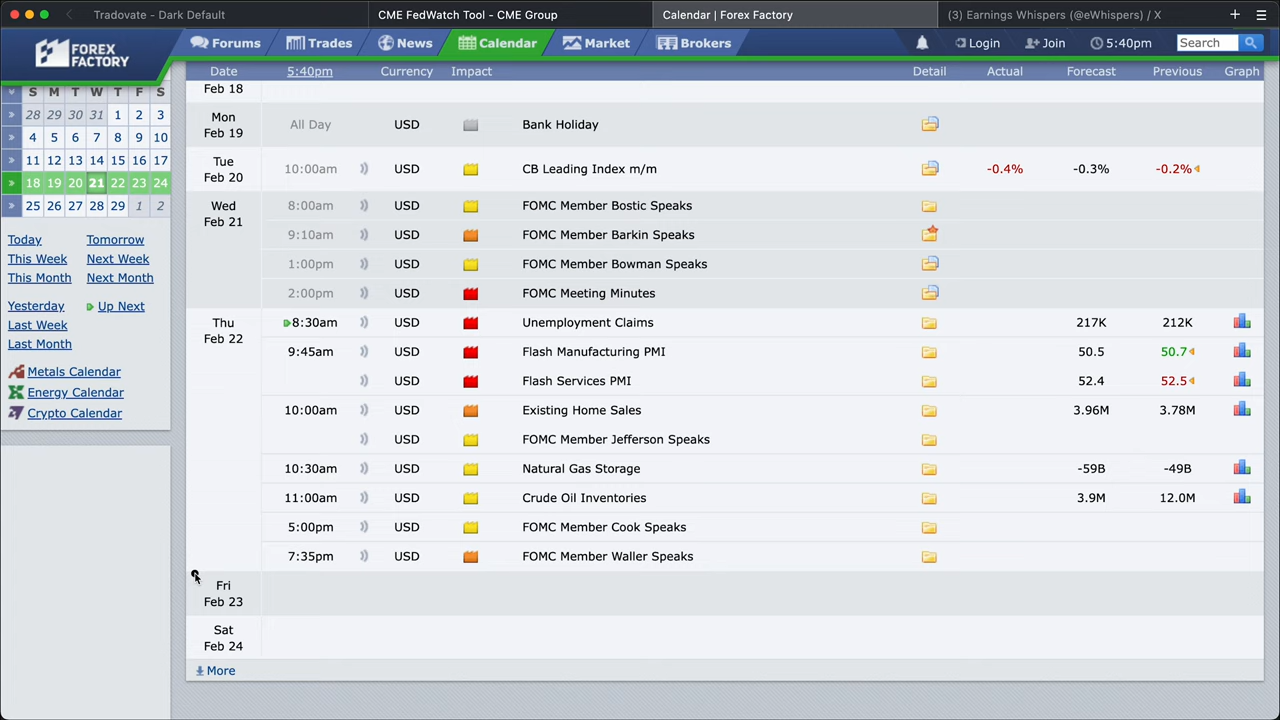 Tradovate - Dark Default
CME FedWatch Tool - CME Group
Calendar | Forex Factory
(3) Earnings Whispers (@eWhispers) / X
FOREX FACTORY
Forums Trades News Calendar Market Brokers
Login Join 5:40pm Search
Date 5:40pm Currency Impact Detail Actual Forecast Previous Graph
S M T W T F S
28 29 30 31 1 2 3
4 5 6 7 8 9 10
11 12 13 14 15 16 17
18 19 20 21 22 23 24
25 26 27 28 29 1 2
Today Tomorrow
This Week Next Week
This Month Next Month
Yesterday Up Next
Last Week
Last Month
Metals Calendar
Energy Calendar
Crypto Calendar
Feb 18
Mon Feb 19 All Day USD Bank Holiday
Tue Feb 20 10:00am USD CB Leading Index m/m -0.4% -0.3% -0.2%
Wed Feb 21 8:00am USD FOMC Member Bostic Speaks
9:10am USD FOMC Member Barkin Speaks
1:00pm USD FOMC Member Bowman Speaks
2:00pm USD FOMC Meeting Minutes
Thu Feb 22 8:30am USD Unemployment Claims 217K 212K
9:45am USD Flash Manufacturing PMI 50.5 50.7
USD Flash Services PMI 52.4 52.5
10:00am USD Existing Home Sales 3.96M 3.78M
USD FOMC Member Jefferson Speaks
10:30am USD Natural Gas Storage -59B -49B
11:00am USD Crude Oil Inventories 3.9M 12.0M
5:00pm USD FOMC Member Cook Speaks
7:35pm USD FOMC Member Waller Speaks
Fri Feb 23
Sat Feb 24
More